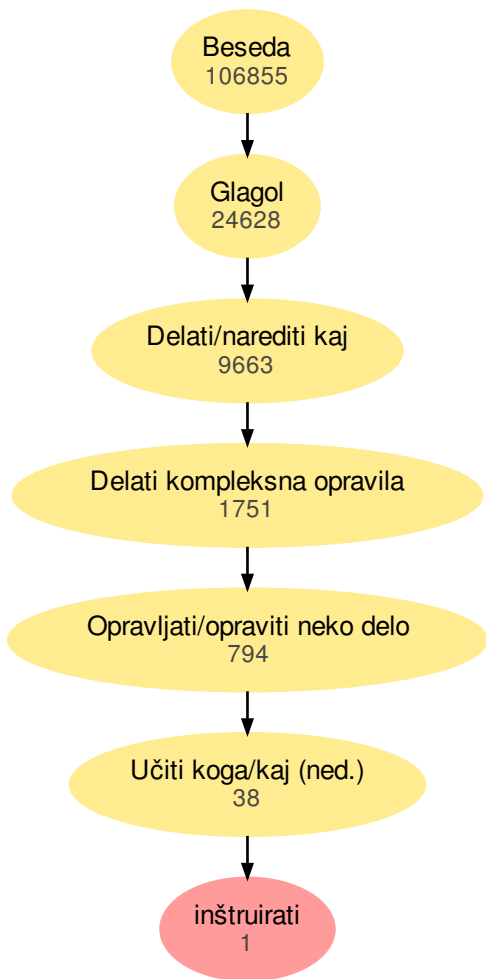 Beseda
106855
Glagol
24628
Delati/narediti kaj
9663
Delati kompleksna opravila
1751
Opravljati/opraviti neko delo
794
Učiti koga/kaj (ned.)
38
inštruirati
1